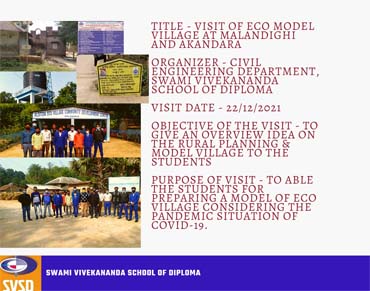 TITLE - VISIT OF ECO MODEL
VILLAGE AT MALANDIGHI
AND AKANDARA
ORGANIZER - CIVIL
ENGINEERING DEPARTMENT,
SWAMI VIVEKANANDA
SCHOOL OF DIPLOMA
VISIT DATE - 22/12/2021
OBJECTIVE OF THE VISIT - TO
GIVE AN OVERVIEW IDEA ON
THE RURAL PLANNING &
MODEL VILLAGE TO THE
STUDENTS
PURPOSE OF VISIT - TO ABLE
THE STUDENTS FOR
PREPARING A MODEL OF ECO
VILLAGE CONSIDERING THE
PANDEMIC SITUATION OF
COVID-19.
SWAMI VIVEKANANDA SCHOOL OF DIPLOMA
SVSD